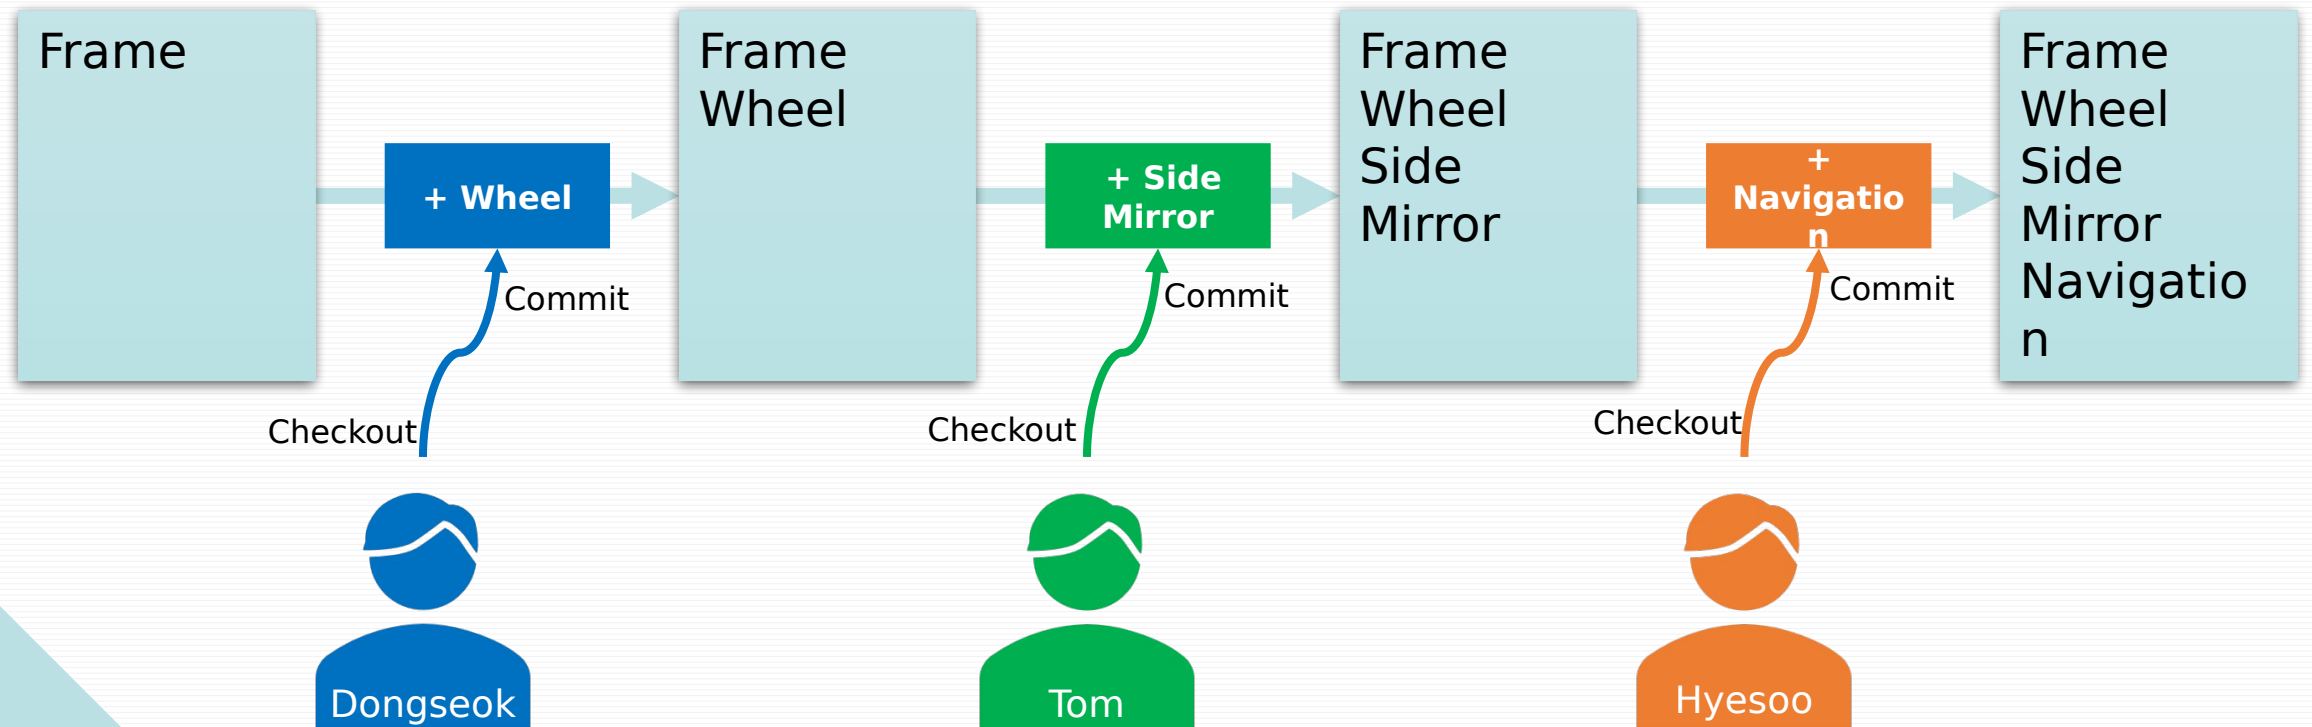 Frame
+ Wheel
Commit
Checkout
Dongseok
Frame
Wheel
+ Side
Mirror
Commit
Checkout
Tom
Frame
Wheel
Side
Mirror
+
Navigatio
n
Commit
Checkout
Hyesoo
Frame
Wheel
Side
Mirror
Navigatio
n